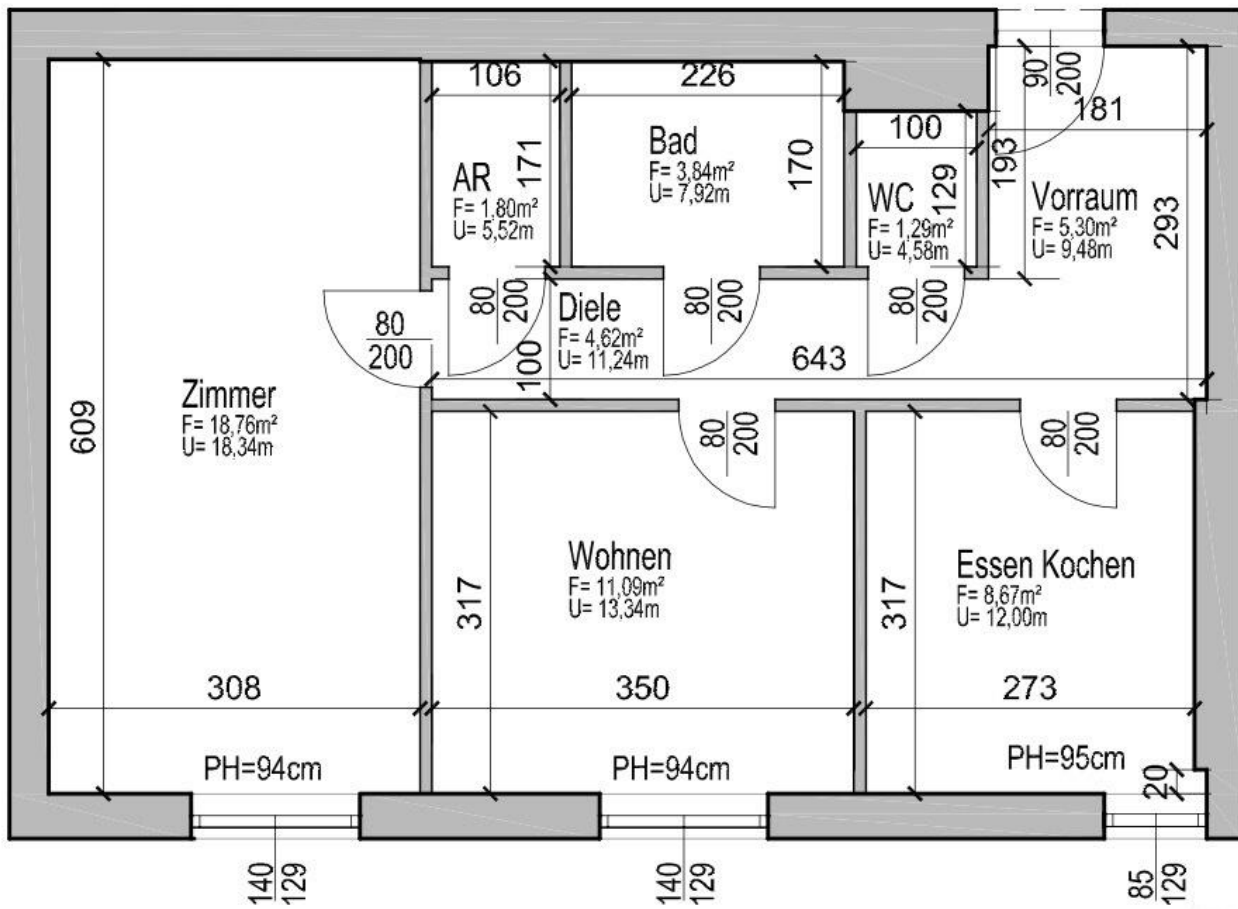 90
200
106
226
181
100
171
170
129
193
293
AR
F= 1,80m²
U= 5,52m
Bad
F= 3,84m²
U= 7,92m
WC
F= 1,29m²
U= 4,58m
Vorraum
F= 5,30m²
U= 9,48m
80
200
80
200
80
200
80
200
Diele
F= 4,62m²
U= 11,24m
100
643
609
Zimmer
F= 18,76m²
U= 18,34m
80
200
80
200
317
Wohnen
F= 11,09m²
U= 13,34m
317
Essen Kochen
F= 8,67m²
U= 12,00m
308
350
273
PH=94cm
PH=94cm
PH=95cm
20
140
129
140
129
85
129